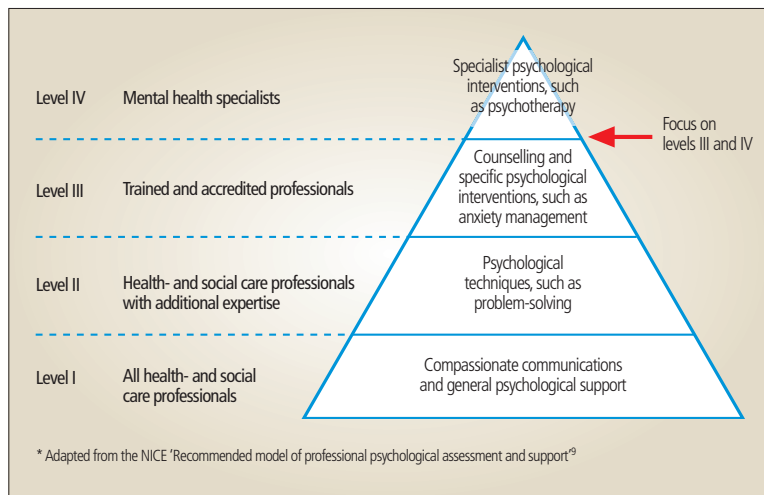 Level IV Mental health specialists
Specialist psychological
interventions, such
as psychotherapy
Focus on
levels III and IV
Level III Trained and accredited professionals
Counselling and
specific psychological
interventions, such as
anxiety management
Level II Health- and social care professionals
with additional expertise
Psychological
techniques, such as
problem-solving
Level I All health- and social
care professionals
Compassionate communications
and general psychological support
* Adapted from the NICE ‘Recommended model of professional psychological assessment and support’9